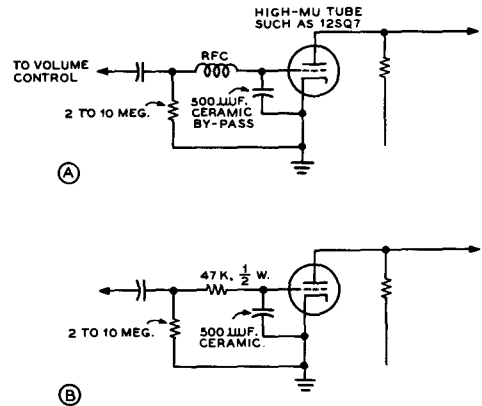 HIGH-MU TUBE
SUCH AS 12SQ7
RFC
TO VOLUME
CONTROL
2 TO 10 MEG.
500 µµF.
CERAMIC
BY-PASS
A
47K, 1/2 W.
2 TO 10 MEG.
500 µµF.
CERAMIC.
B